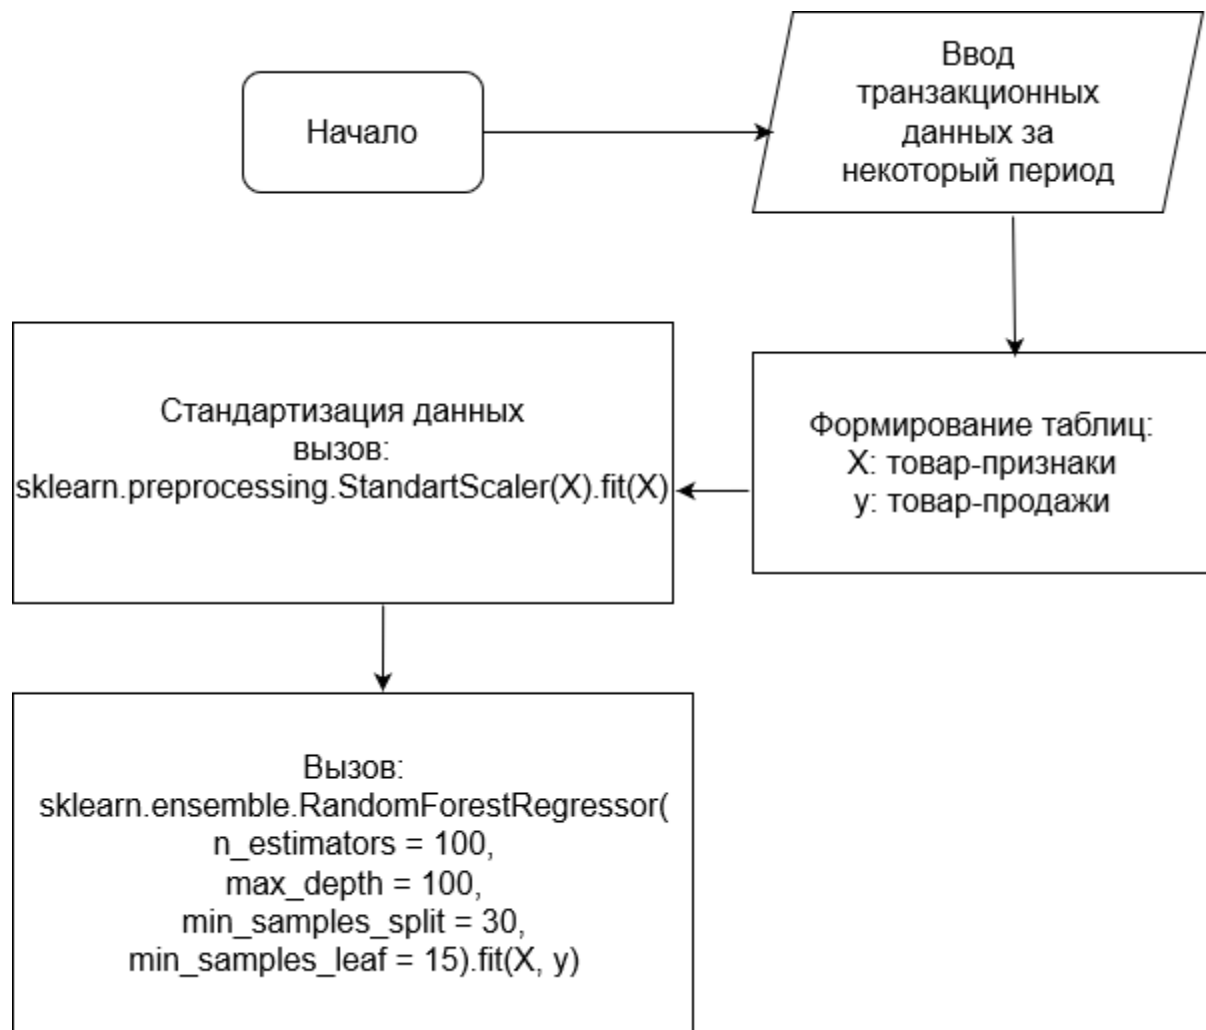 Начало
Ввод
транзакционных
данных за
некоторый период
Формирование таблиц:
X: товар-признаки
y: товар-продажи
Стандартизация данных
вызов:
sklearn.preprocessing.StandartScaler(X).fit(X)
Вызов:
sklearn.ensemble.RandomForestRegressor(
n_estimators = 100,
max_depth = 100,
min_samples_split = 30,
min_samples_leaf = 15).fit(X, y)